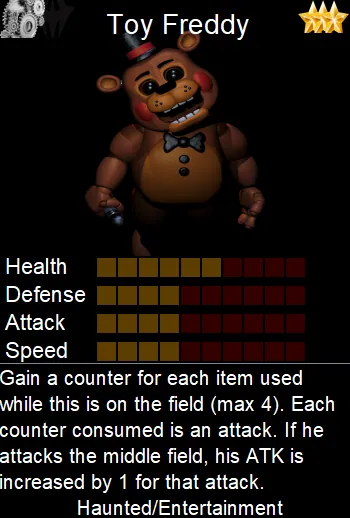 Toy Freddy
Health
Defense
Attack
Speed
Gain a counter for each item used
while this is on the field (max 4). Each
counter consumed is an attack. If he
attacks the middle field, his ATK is
increased by 1 for that attack.
Haunted/Entertainment